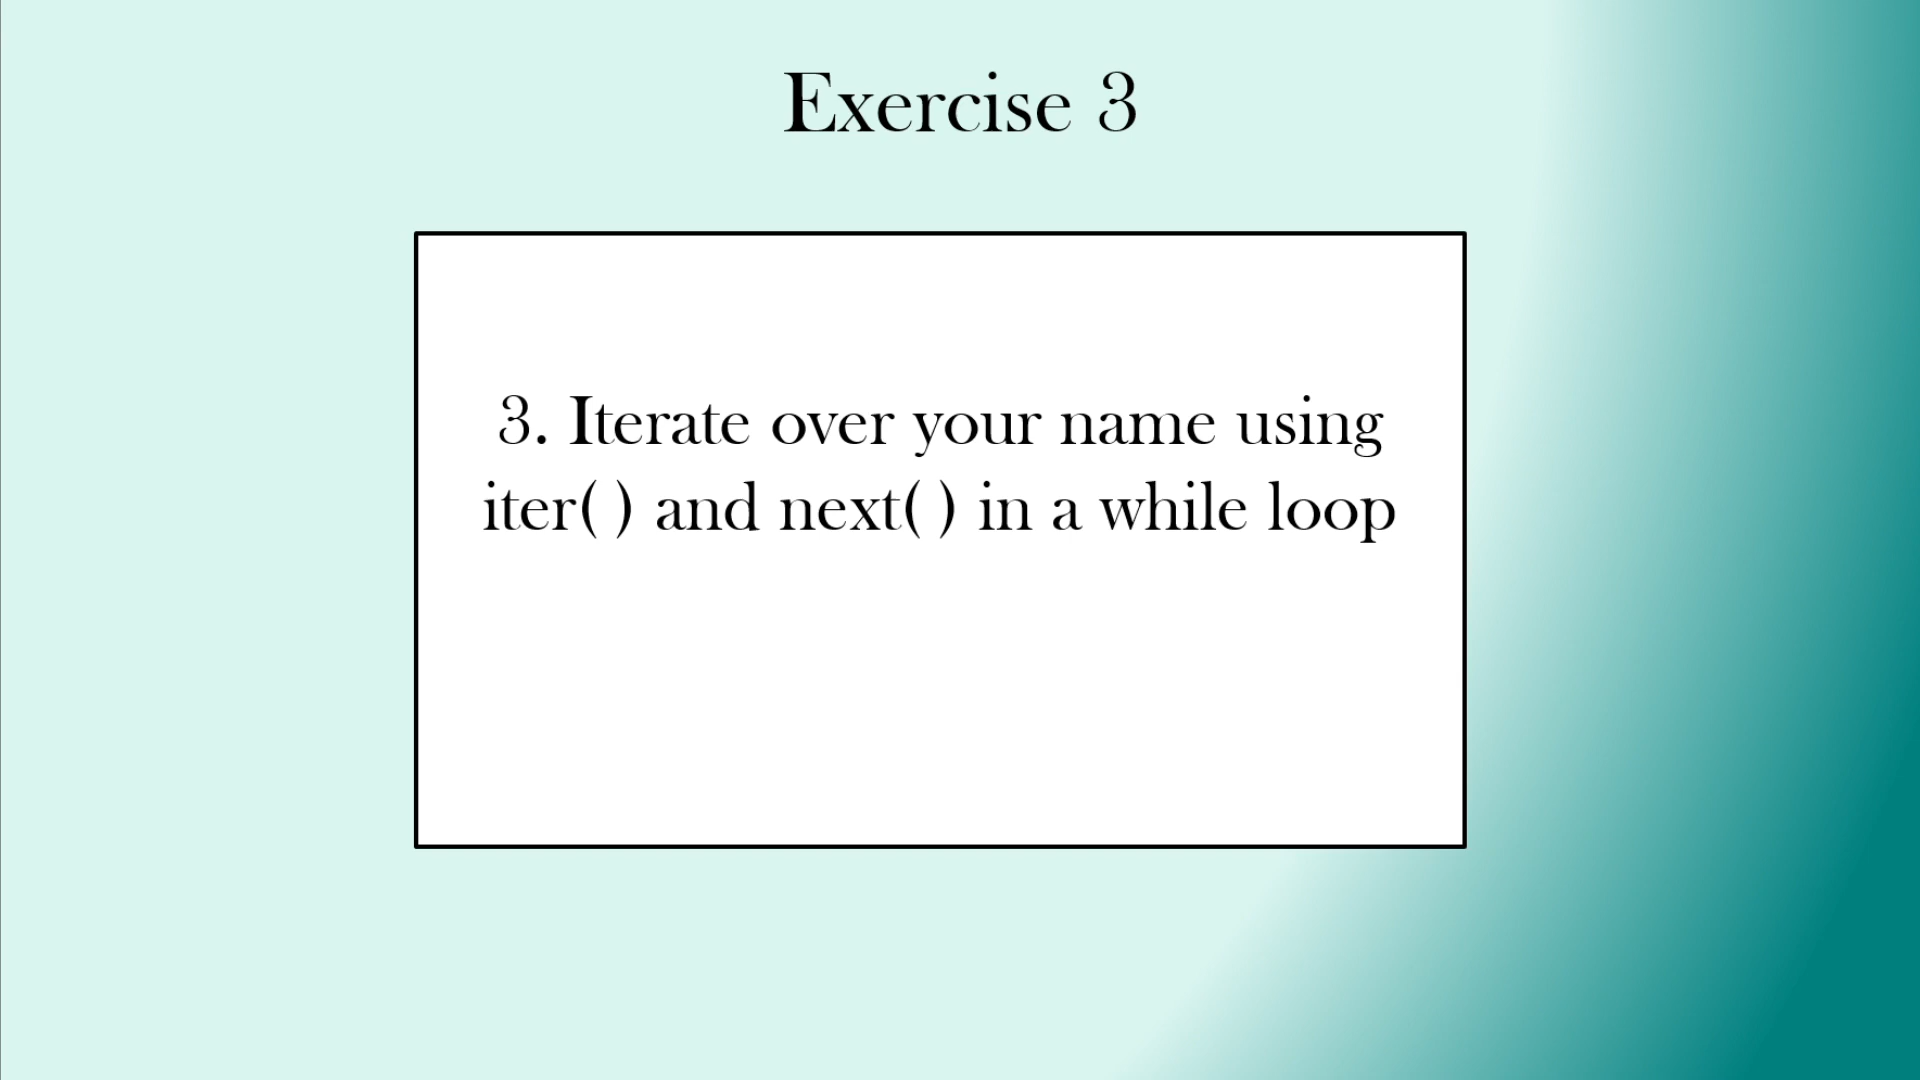 Exercise 3
3. Iterate over your name using
iter( ) and next( ) in a while loop